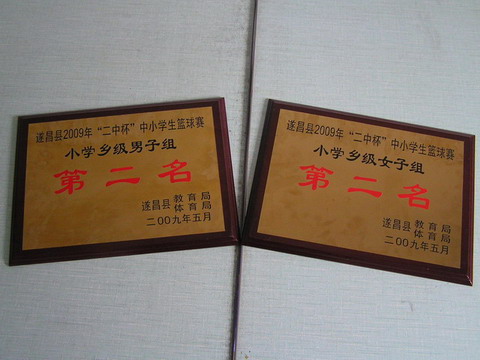 遂昌县2009年“二中杯”中小学生篮球赛
小学乡级男子组
第二名
遂昌县 教育局
体育局
二00九年五月
遂昌县2009年“二中杯”中小学生篮球赛
小学乡级女子组
第二名
遂昌县 教育局
体育局
二00九年五月